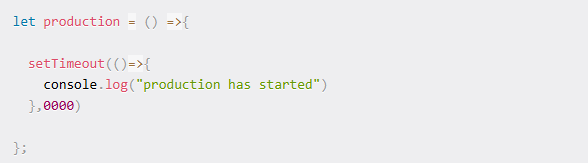 let production = () =>{
setTimeout(()=>{
console.log("production has started")
},0000)
};